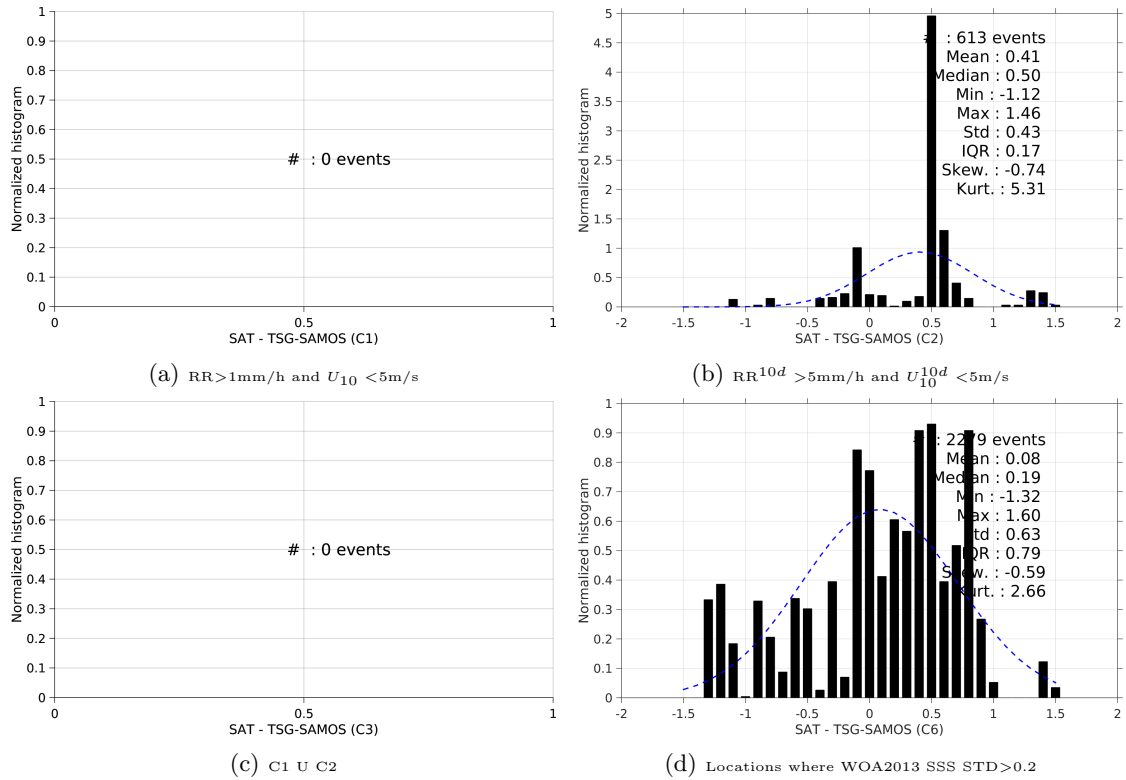 1
0.9
0.8
0.7
0.6
0.5
0.4
0.3
0.2
0.1
0
0 0.5 1
Normalized histogram
# : 0 events
SAT - TSG-SAMOS (C1)
(a) RR>1mm/h and U10 <5m/s
5
4.5
4
3.5
3
2.5
2
1.5
1
0.5
0
-2 -1.5 -1 -0.5 0 0.5 1 1.5 2
Normalized histogram
# : 613 events
Mean : 0.41
Median : 0.50
Min : -1.12
Max : 1.46
Std : 0.43
IQR : 0.17
Skew. : -0.74
Kurt. : 5.31
SAT - TSG-SAMOS (C2)
(b) RR10d >5mm/h and U10d10 <5m/s
1
0.9
0.8
0.7
0.6
0.5
0.4
0.3
0.2
0.1
0
0 0.5 1
Normalized histogram
# : 0 events
SAT - TSG-SAMOS (C3)
(c) C1 U C2
1
0.9
0.8
0.7
0.6
0.5
0.4
0.3
0.2
0.1
0
-2 -1.5 -1 -0.5 0 0.5 1 1.5 2
Normalized histogram
# : 2279 events
Mean : 0.08
Median : 0.19
Min : -1.32
Max : 1.60
Std : 0.63
IQR : 0.79
Skew. : -0.59
Kurt. : 2.66
SAT - TSG-SAMOS (C6)
(d) Locations where WOA2013 SSS STD>0.2